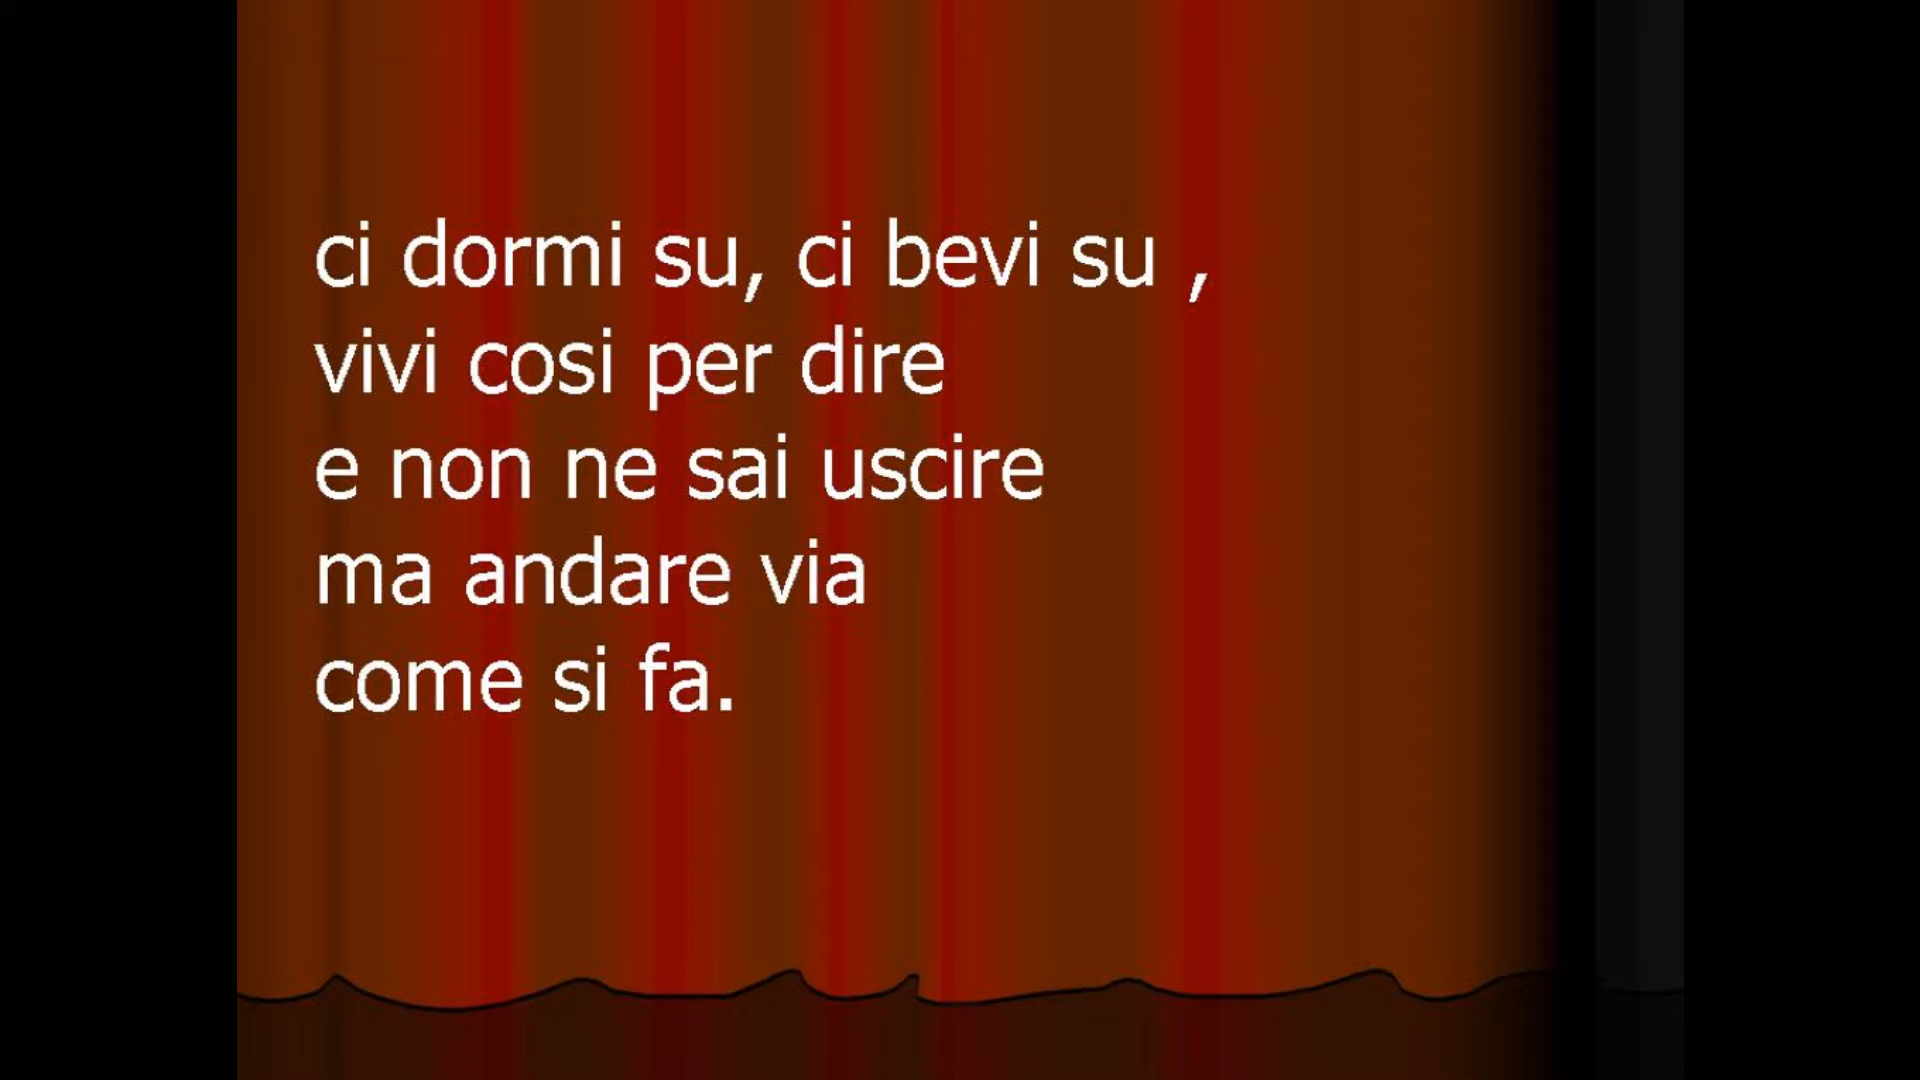 ci dormi su, ci bevi su ,
vivi cosi per dire
e non ne sai uscire
ma andare via
come si fa.